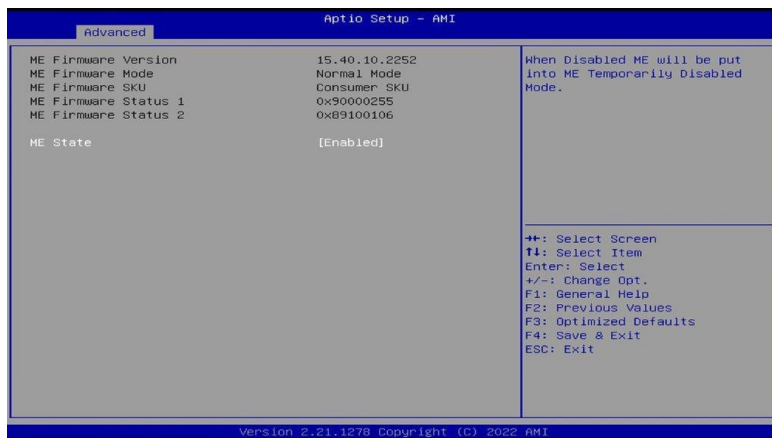 Aptio Setup - AMI
Advanced
ME Firmware Version 15.40.10.2252
ME Firmware Mode Normal Mode
ME Firmware SKU Consumer SKU
ME Firmware Status 1 0x90000255
ME Firmware Status 2 0x89100106
ME State [Enabled]
When Disabled ME will be put
into ME Temporarily Disabled
Mode.
→←: Select Screen
↑↓: Select Item
Enter: Select
+/-: Change Opt.
F1: General Help
F2: Previous Values
F3: Optimized Defaults
F4: Save & Exit
ESC: Exit
Version 2.21.1278 Copyright (C) 2022 AMI